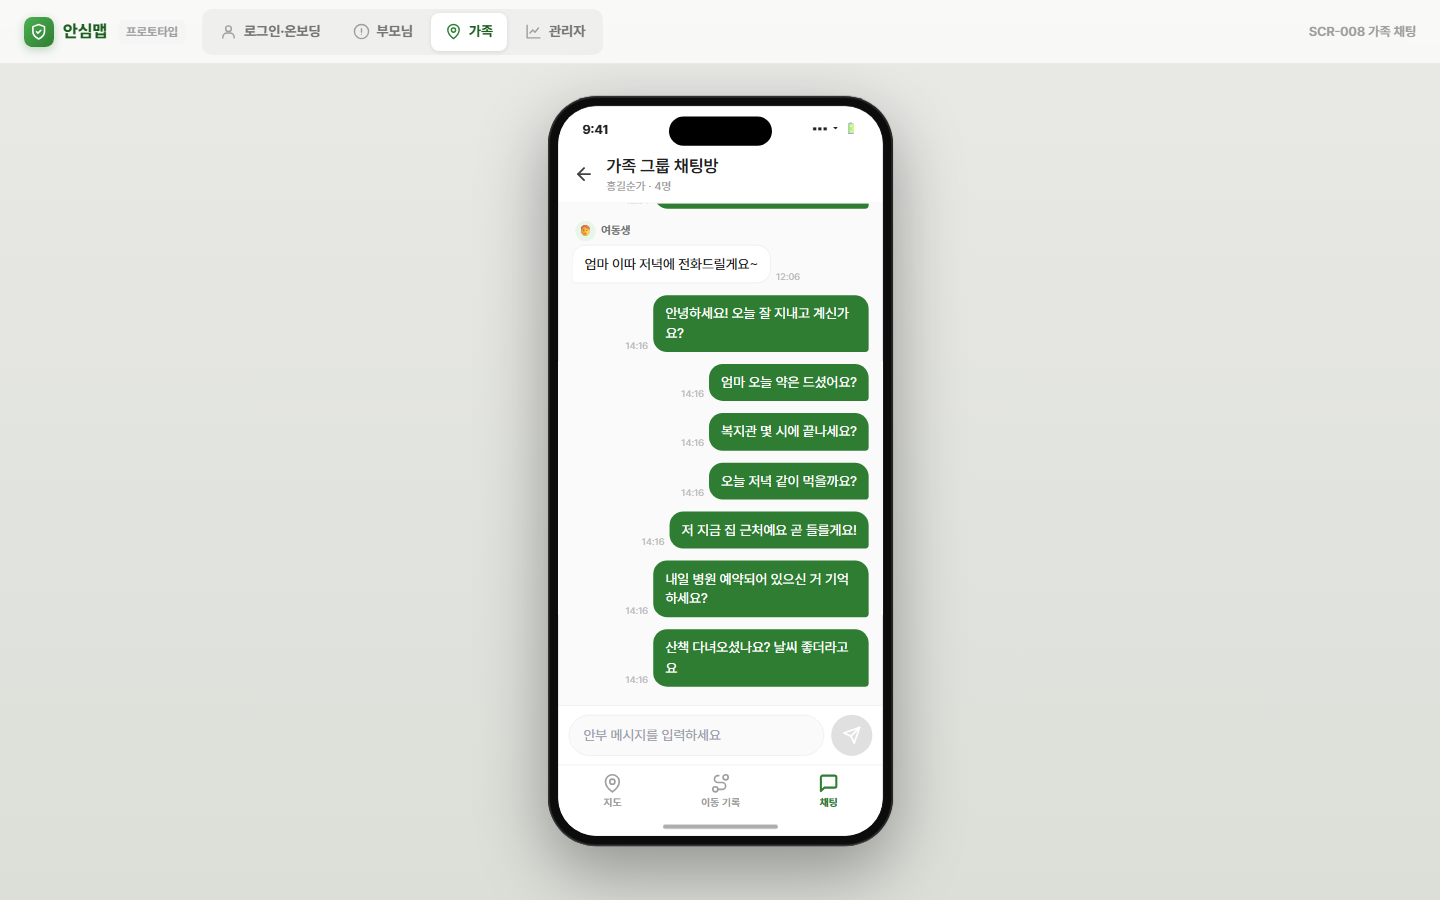 안심맵
프로토타입
로그인·온보딩
부모님
가족
관리자
SCR-008 가족 채팅
9:41
가족 그룹 채팅방
홍길순가 · 4명
여동생
엄마 이따 저녁에 전화드릴게요~
12:06
안녕하세요! 오늘 잘 지내고 계신가
요?
14:16
엄마 오늘 약은 드셨어요?
14:16
복지관 몇 시에 끝나세요?
14:16
오늘 저녁 같이 먹을까요?
14:16
저 지금 집 근처예요 곧 들를게요!
14:16
내일 병원 예약되어 있으신 거 기억
하세요?
14:16
산책 다녀오셨나요? 날씨 좋더라고
요
14:16
안부 메시지를 입력하세요
지도
이동 기록
채팅